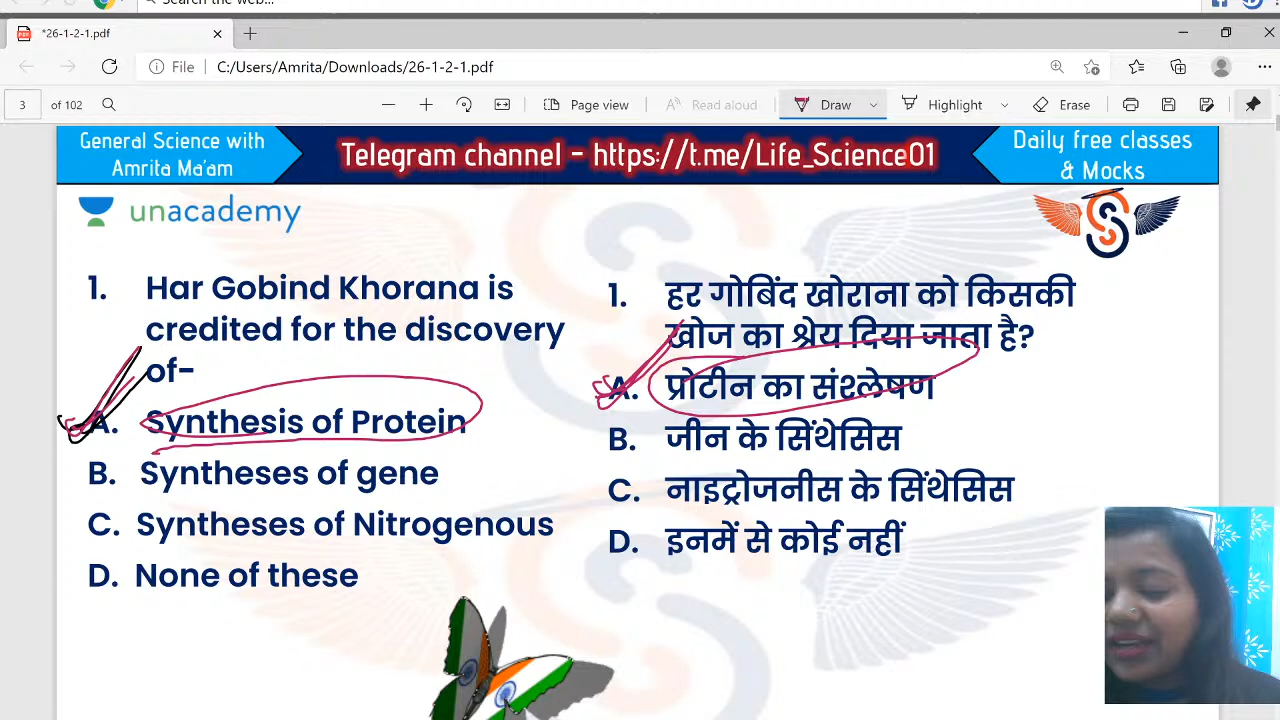 Search the web...
*26-1-2-1.pdf
File C:/Users/Amrita/Downloads/26-1-2-1.pdf
3 of 102 Page view Read aloud Draw Highlight Erase
General Science with
Amrita Ma'am
Telegram channel - https://t.me/Life_Science01
Daily free classes
& Mocks
unacademy
1. Har Gobind Khorana is
credited for the discovery
of-
A. Synthesis of Protein
B. Syntheses of gene
C. Syntheses of Nitrogenous
D. None of these
1. हर गोबिंद खोराना को किसकी
खोज का श्रेय दिया जाता है?
A. प्रोटीन का संश्लेषण
B. जीन के सिंथेसिस
C. नाइट्रोजनीस के सिंथेसिस
D. इनमें से कोई नहीं